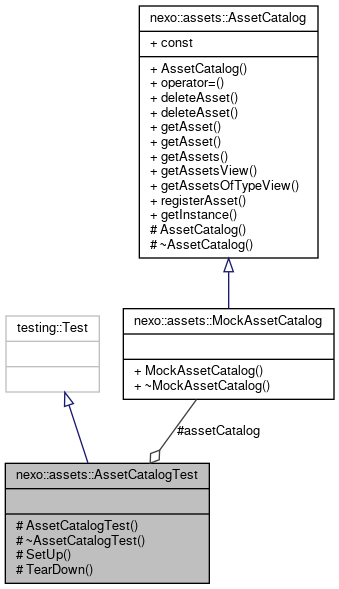 nexo::assets::AssetCatalog
+ const
+ AssetCatalog()
+ operator=()
+ deleteAsset()
+ deleteAsset()
+ getAsset()
+ getAsset()
+ getAssets()
+ getAssetsView()
+ getAssetsOfTypeView()
+ registerAsset()
+ getInstance()
# AssetCatalog()
# ~AssetCatalog()
testing::Test
nexo::assets::MockAssetCatalog
+ MockAssetCatalog()
+ ~MockAssetCatalog()
#assetCatalog
nexo::assets::AssetCatalogTest
# AssetCatalogTest()
# ~AssetCatalogTest()
# SetUp()
# TearDown()